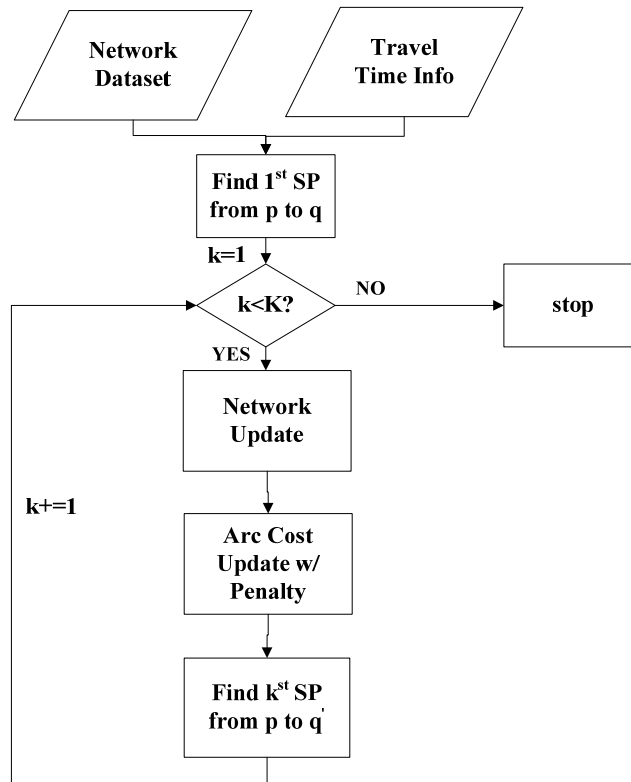 Network
Dataset
Travel
Time Info
Find 1st SP
from p to q
k=1
k<K?
NO
stop
YES
Network
Update
k+=1
Arc Cost
Update w/
Penalty
Find kst SP
from p to q'